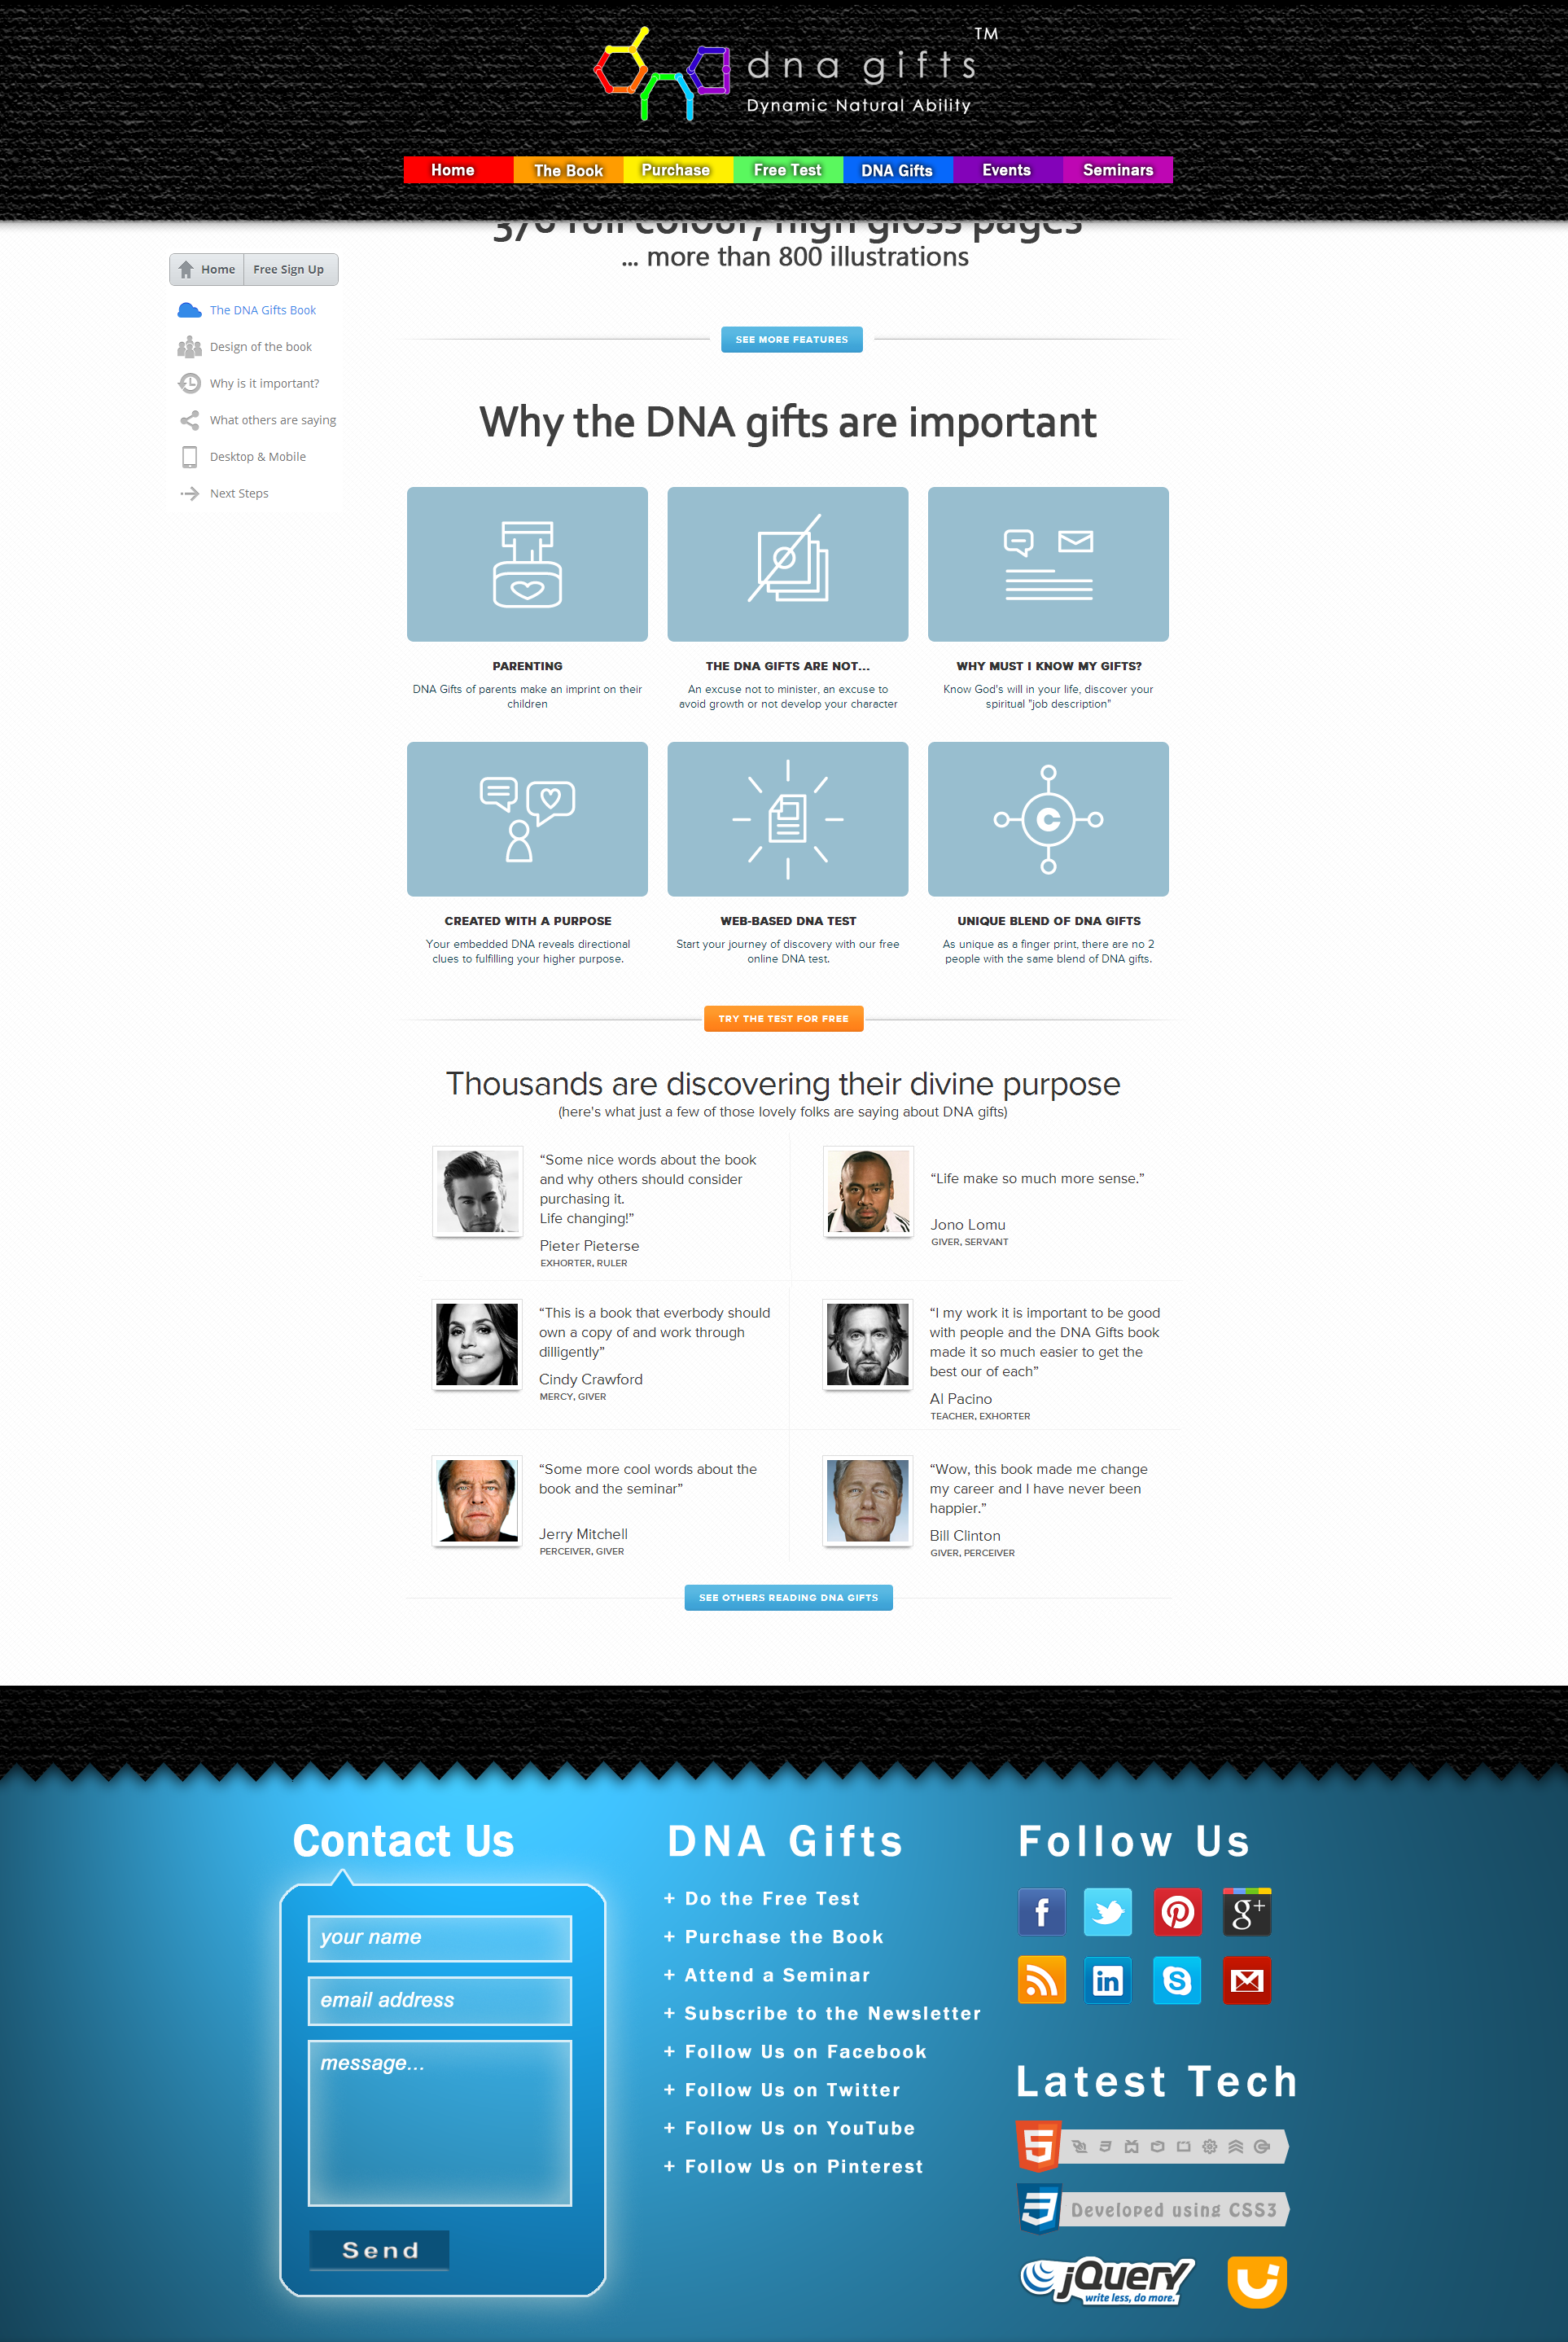 TM
dna gifts
Dynamic Natural Ability
Home
The Book
Purchase
Free Test
DNA Gifts
Events
Seminars
376 full colour, high gloss pages
... more than 800 illustrations
Home
Free Sign Up
The DNA Gifts Book
Design of the book
Why is it important?
What others are saying
Desktop & Mobile
Next Steps
SEE MORE FEATURES
Why the DNA gifts are important
PARENTING
DNA Gifts of parents make an imprint on their
children
THE DNA GIFTS ARE NOT...
An excuse not to minister, an excuse to
avoid growth or not develop your character
WHY MUST I KNOW MY GIFTS?
Know God's will in your life, discover your
spiritual "job description"
C
CREATED WITH A PURPOSE
Your embedded DNA reveals directional
clues to fulfilling your higher purpose.
WEB-BASED DNA TEST
Start your journey of discovery with our free
online DNA test.
UNIQUE BLEND OF DNA GIFTS
As unique as a finger print, there are no 2
people with the same blend of DNA gifts.
TRY THE TEST FOR FREE
Thousands are discovering their divine purpose
(here's what just a few of those lovely folks are saying about DNA gifts)
“Some nice words about the book
and why others should consider
purchasing it.
Life changing!”
Pieter Pieterse
EXHORTER, RULER
“Life make so much more sense.”
Jono Lomu
GIVER, SERVANT
“This is a book that everbody should
own a copy of and work through
dilligently”
Cindy Crawford
MERCY, GIVER
“I my work it is important to be good
with people and the DNA Gifts book
made it so much easier to get the
best our of each”
Al Pacino
TEACHER, EXHORTER
“Some more cool words about the
book and the seminar”
Jerry Mitchell
PERCEIVER, GIVER
“Wow, this book made me change
my career and I have never been
happier.”
Bill Clinton
GIVER, PERCEIVER
SEE OTHERS READING DNA GIFTS
Contact Us
your name
email address
message...
Send
DNA Gifts
+ Do the Free Test
+ Purchase the Book
+ Attend a Seminar
+ Subscribe to the Newsletter
+ Follow Us on Facebook
+ Follow Us on Twitter
+ Follow Us on YouTube
+ Follow Us on Pinterest
Follow Us
f
g+
in
S
Latest Tech
5
3
Developed using CSS3
jQuery
write less, do more.